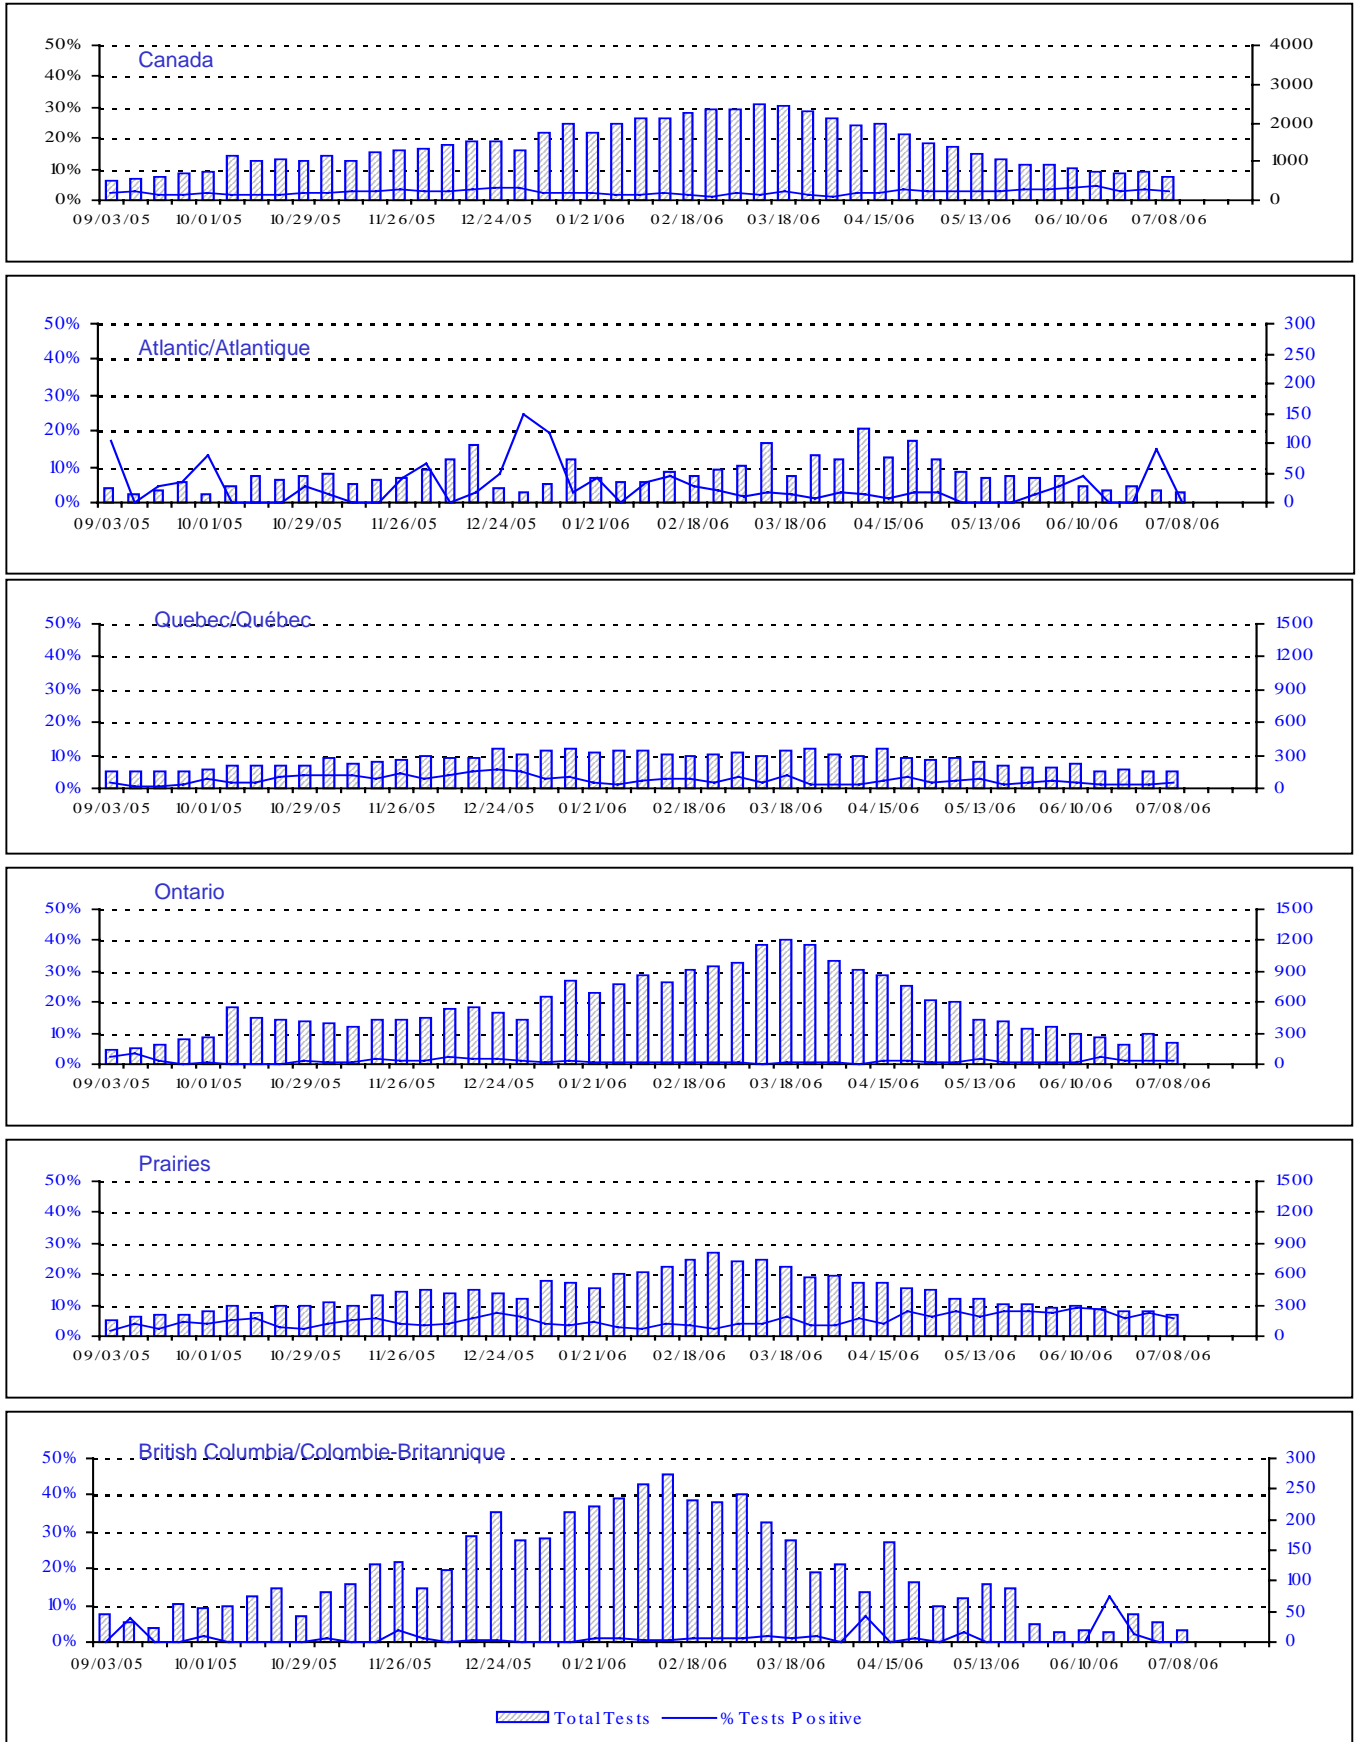 Canada
50% 4000
40% 3000
30%
20% 2000
10% 1000
0% 0
09/03/05 10/01/05 10/29/05 11/26/05 12/24/05 01/21/06 02/18/06 03/18/06 04/15/06 05/13/06 06/10/06 07/08/06
Atlantic/Atlantique
50% 300
250
40% 200
30% 150
20% 100
10% 50
0% 0
09/03/05 10/01/05 10/29/05 11/26/05 12/24/05 01/21/06 02/18/06 03/18/06 04/15/06 05/13/06 06/10/06 07/08/06
Quebec/Québec
50% 1500
40% 1200
30% 900
20% 600
10% 300
0% 0
09/03/05 10/01/05 10/29/05 11/26/05 12/24/05 01/21/06 02/18/06 03/18/06 04/15/06 05/13/06 06/10/06 07/08/06
Ontario
50% 1500
40% 1200
30% 900
20% 600
10% 300
0% 0
09/03/05 10/01/05 10/29/05 11/26/05 12/24/05 01/21/06 02/18/06 03/18/06 04/15/06 05/13/06 06/10/06 07/08/06
Prairies
50% 1500
40% 1200
30% 900
20% 600
10% 300
0% 0
09/03/05 10/01/05 10/29/05 11/26/05 12/24/05 01/21/06 02/18/06 03/18/06 04/15/06 05/13/06 06/10/06 07/08/06
British Columbia/Colombie-Britannique
50% 300
40% 250
30% 200
150
20% 100
10% 50
0% 0
09/03/05 10/01/05 10/29/05 11/26/05 12/24/05 01/21/06 02/18/06 03/18/06 04/15/06 05/13/06 06/10/06 07/08/06
Total Tests % Tests Positive